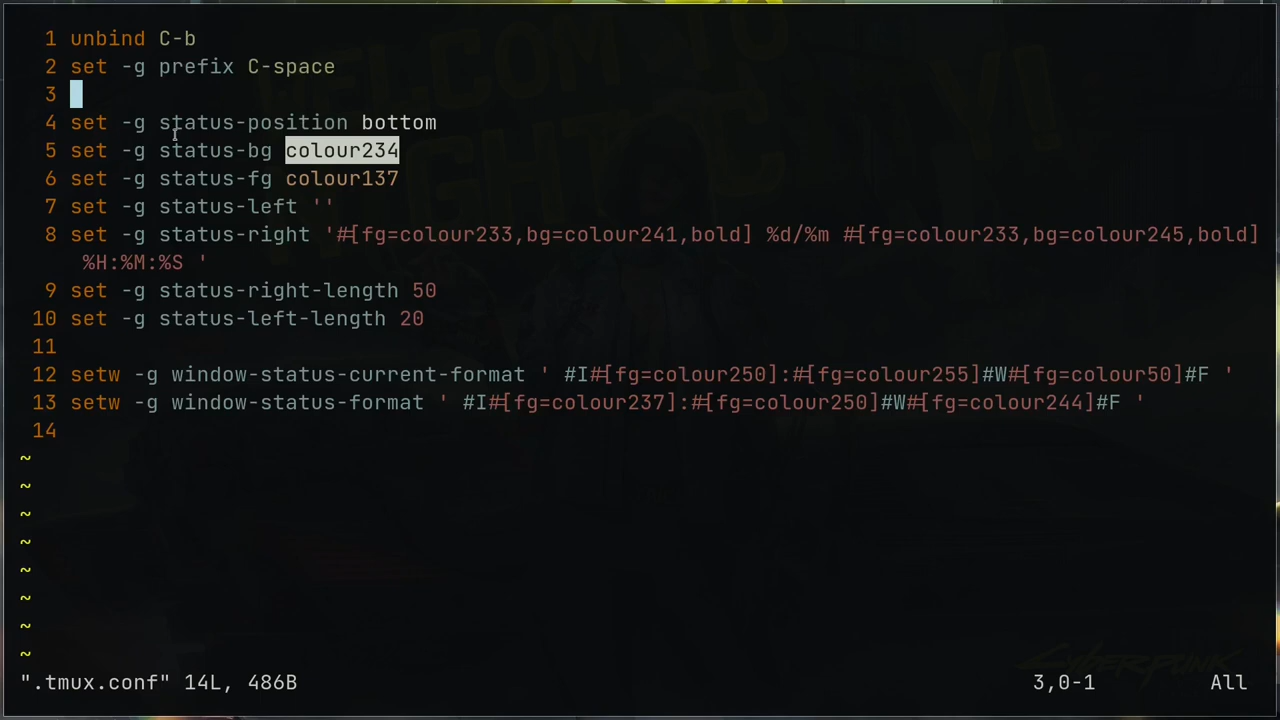 1 unbind C-b
2 set -g prefix C-space
3
4 set -g status-position bottom
5 set -g status-bg colour234
6 set -g status-fg colour137
7 set -g status-left ''
8 set -g status-right '#[fg=colour233,bg=colour241,bold] %d/%m #[fg=colour233,bg=colour245,bold]
%H:%M:%S '
9 set -g status-right-length 50
10 set -g status-left-length 20
11
12 setw -g window-status-current-format ' #I#[fg=colour250]:#[fg=colour255]#W#[fg=colour50]#F '
13 setw -g window-status-format ' #I#[fg=colour237]:#[fg=colour250]#W#[fg=colour244]#F '
14
~
~
~
~
~
~
~
~
".tmux.conf" 14L, 486B 3,0-1 All